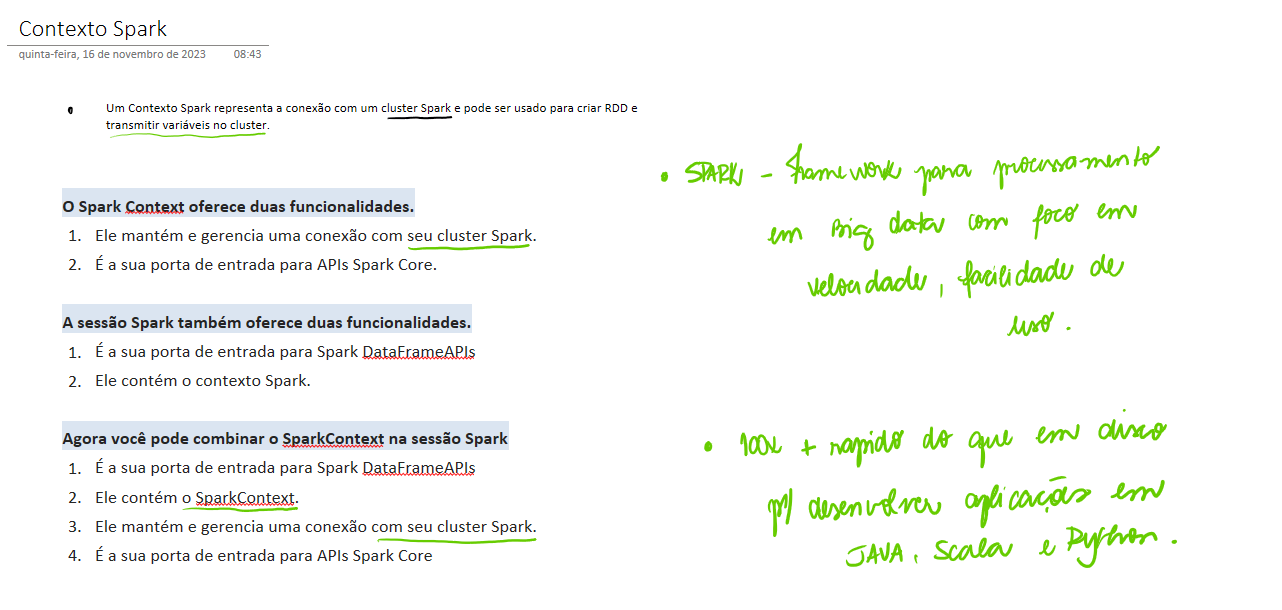 Contexto Spark
quinta-feira, 16 de novembro de 2023 08:43
• Um Contexto Spark representa a conexão com um cluster Spark e pode ser usado para criar RDD e
transmitir variáveis no cluster.
O Spark Context oferece duas funcionalidades.
1. Ele mantém e gerencia uma conexão com seu cluster Spark.
2. É a sua porta de entrada para APIs Spark Core.
A sessão Spark também oferece duas funcionalidades.
1. É a sua porta de entrada para Spark DataFrameAPIs
2. Ele contém o contexto Spark.
Agora você pode combinar o SparkContext na sessão Spark
1. É a sua porta de entrada para Spark DataFrameAPIs
2. Ele contém o SparkContext.
3. Ele mantém e gerencia uma conexão com seu cluster Spark.
4. É a sua porta de entrada para APIs Spark Core
• SPARK - framework para processamento
em Big data com foco em
velocidade, facilidade de
uso.
• 100x + rapido do que em disco
p/ desenvolver aplicações em
JAVA, Scala e Python.